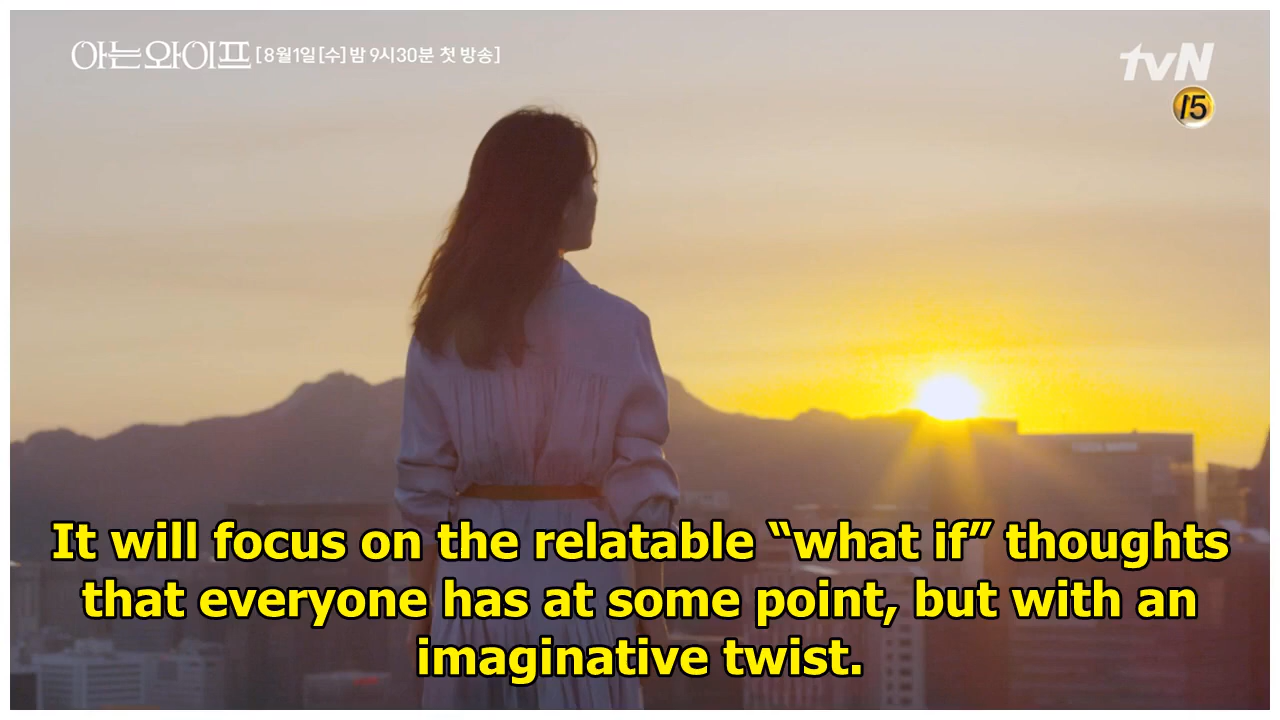 아는 와이프 [8월1일[수] 밤 9시30분 첫 방송]
tvN
15
It will focus on the relatable “what if” thoughts
that everyone has at some point, but with an
imaginative twist.